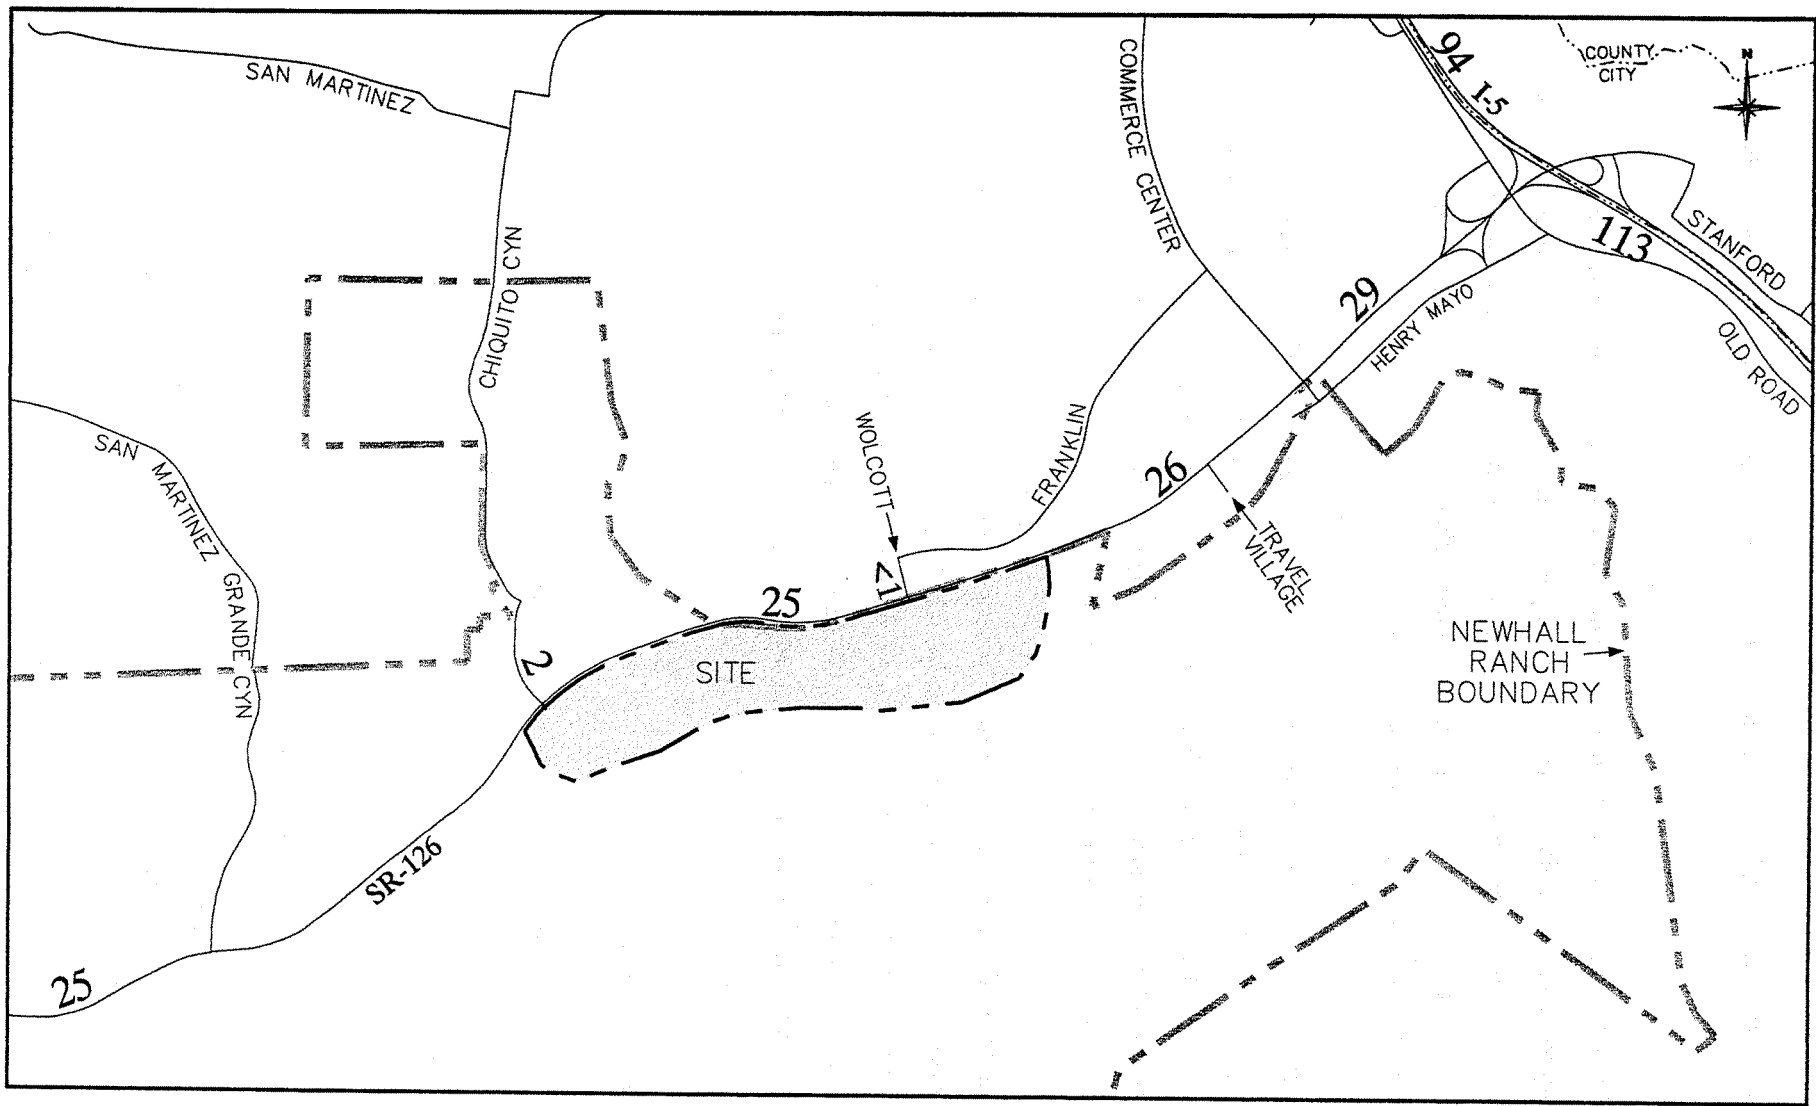 SAN MARTINEZ
COMMERCE CENTER
94
I-5
COUNTY
CITY
N
CHIQUITO CYN
113
STANFORD
29
HENRY MAYO
OLD ROAD
SAN MARTINEZ GRANDE CYN
WOLCOTT
FRANKLIN
26
TRAVEL
VILLAGE
<1
25
2
SITE
NEWHALL
RANCH
BOUNDARY
SR-126
25